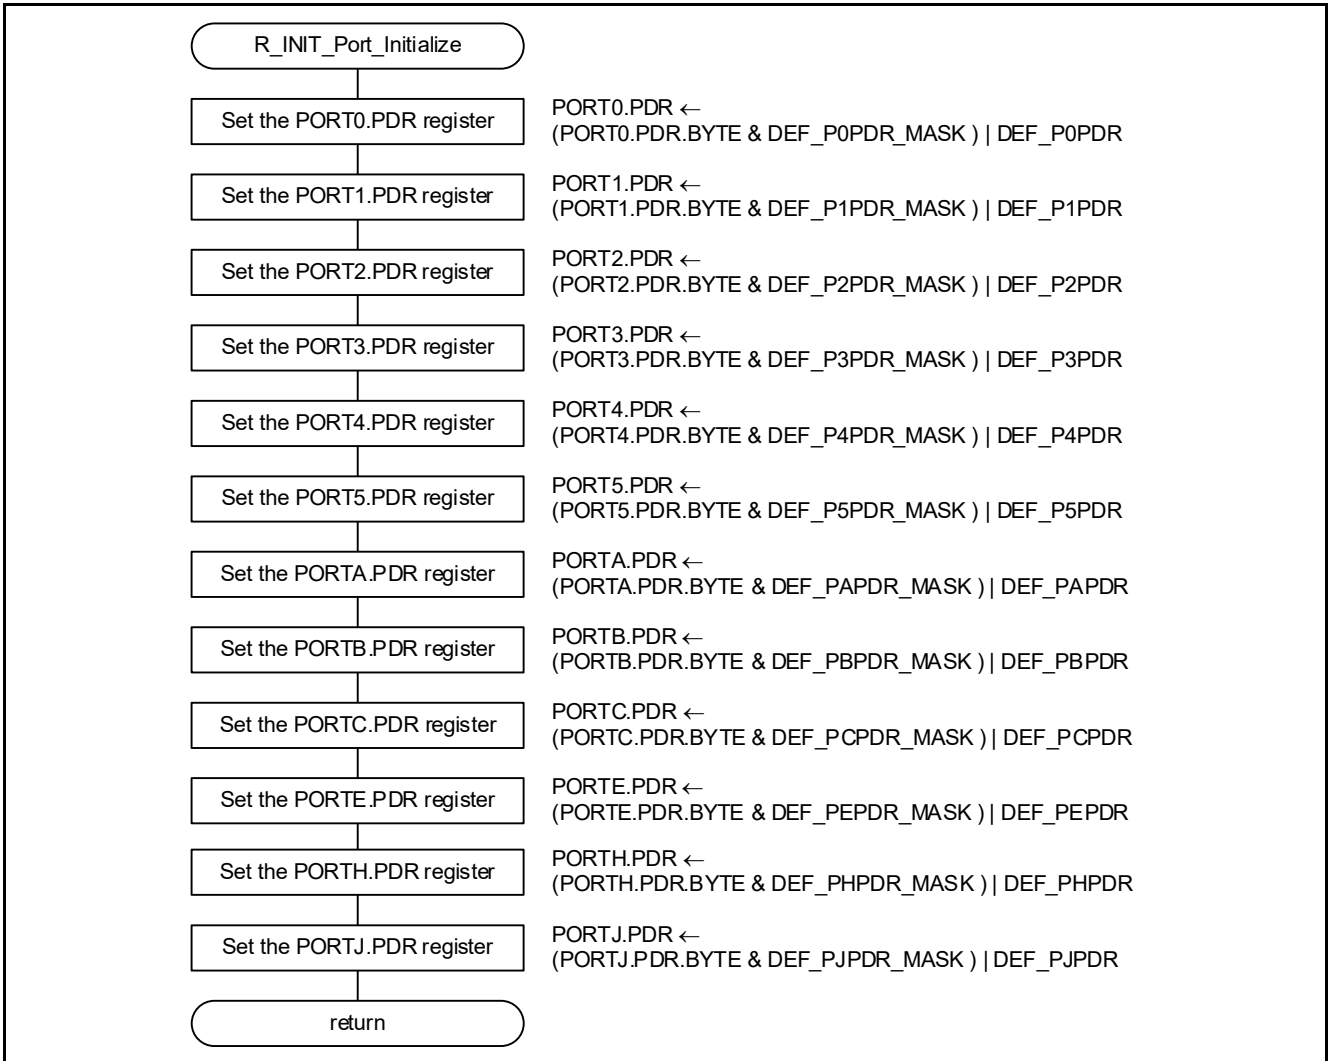 R_INIT_Port_Initialize
Set the PORT0.PDR register
PORT0.PDR ←
(PORT0.PDR.BYTE & DEF_P0PDR_MASK ) | DEF_P0PDR
Set the PORT1.PDR register
PORT1.PDR ←
(PORT1.PDR.BYTE & DEF_P1PDR_MASK ) | DEF_P1PDR
Set the PORT2.PDR register
PORT2.PDR ←
(PORT2.PDR.BYTE & DEF_P2PDR_MASK ) | DEF_P2PDR
Set the PORT3.PDR register
PORT3.PDR ←
(PORT3.PDR.BYTE & DEF_P3PDR_MASK ) | DEF_P3PDR
Set the PORT4.PDR register
PORT4.PDR ←
(PORT4.PDR.BYTE & DEF_P4PDR_MASK ) | DEF_P4PDR
Set the PORT5.PDR register
PORT5.PDR ←
(PORT5.PDR.BYTE & DEF_P5PDR_MASK ) | DEF_P5PDR
Set the PORTA.PDR register
PORTA.PDR ←
(PORTA.PDR.BYTE & DEF_PAPDR_MASK ) | DEF_PAPDR
Set the PORTB.PDR register
PORTB.PDR ←
(PORTB.PDR.BYTE & DEF_PBPDR_MASK ) | DEF_PBPDR
Set the PORTC.PDR register
PORTC.PDR ←
(PORTC.PDR.BYTE & DEF_PCPDR_MASK ) | DEF_PCPDR
Set the PORTE.PDR register
PORTE.PDR ←
(PORTE.PDR.BYTE & DEF_PEPDR_MASK ) | DEF_PEPDR
Set the PORTH.PDR register
PORTH.PDR ←
(PORTH.PDR.BYTE & DEF_PHPDR_MASK ) | DEF_PHPDR
Set the PORTJ.PDR register
PORTJ.PDR ←
(PORTJ.PDR.BYTE & DEF_PJPDR_MASK ) | DEF_PJPDR
return